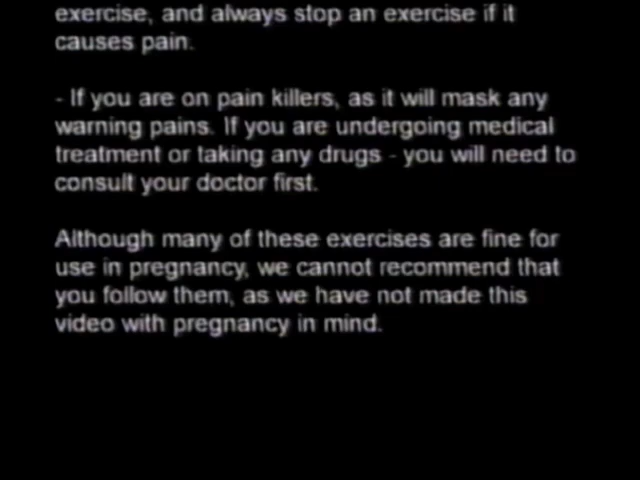 exercise, and always stop an exercise if it
causes pain.
- If you are on pain killers, as it will mask any
warning pains. If you are undergoing medical
treatment or taking any drugs - you will need to
consult your doctor first.
Although many of these exercises are fine for
use in pregnancy, we cannot recommend that
you follow them, as we have not made this
video with pregnancy in mind.